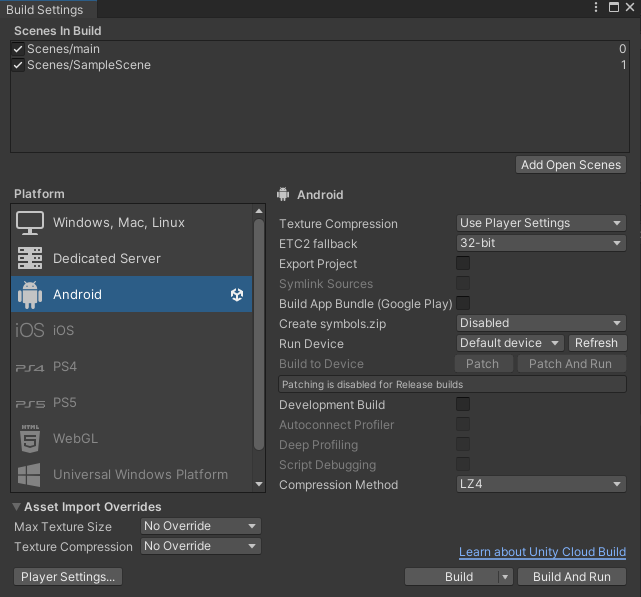 Build Settings
Scenes In Build
Scenes/main 0
Scenes/SampleScene 1
Add Open Scenes
Platform
Windows, Mac, Linux
Dedicated Server
Android
iOS iOS
PS4 PS4
PS5 PS5
HTML 5 WebGL
Universal Windows Platform
Android
Texture Compression Use Player Settings
ETC2 fallback 32-bit
Export Project
Symlink Sources
Build App Bundle (Google Play)
Create symbols.zip Disabled
Run Device Default device Refresh
Build to Device Patch Patch And Run
Patching is disabled for Release builds
Development Build
Autoconnect Profiler
Deep Profiling
Script Debugging
Compression Method LZ4
Asset Import Overrides
Max Texture Size No Override
Texture Compression No Override
Learn about Unity Cloud Build
Player Settings... Build Build And Run